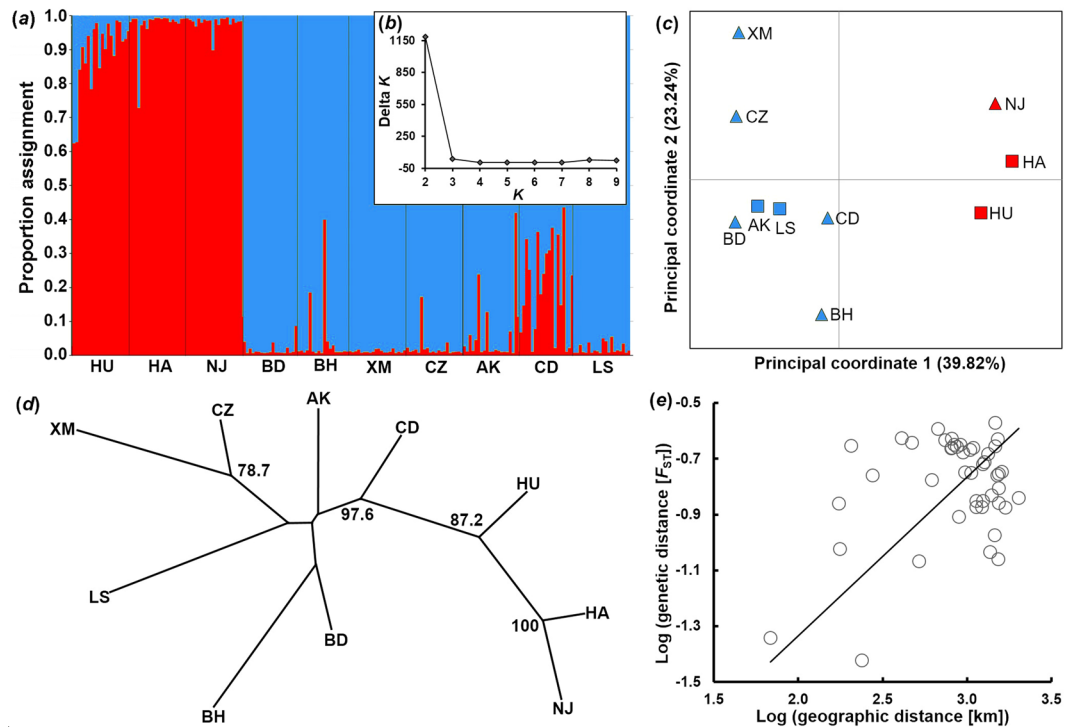 (a)
Proportion assignment
1.0
0.9
0.8
0.7
0.6
0.5
0.4
0.3
0.2
0.1
0.0
HU HA NJ BD BH XM CZ AK CD LS
(b)
Delta K
1150
850
550
250
-50
2 3 4 5 6 7 8 9
K
(c)
Principal coordinate 2 (23.24%)
XM
CZ
NJ
HA
HU
AK LS
BD
CD
BH
Principal coordinate 1 (39.82%)
(d)
XM
CZ
AK
CD
HU
HA
NJ
BD
BH
LS
78.7
97.6
87.2
100
(e)
Log (genetic distance [FST])
-0.5
-0.7
-0.9
-1.1
-1.3
-1.5
1.5 2.0 2.5 3.0 3.5
Log (geographic distance [km])